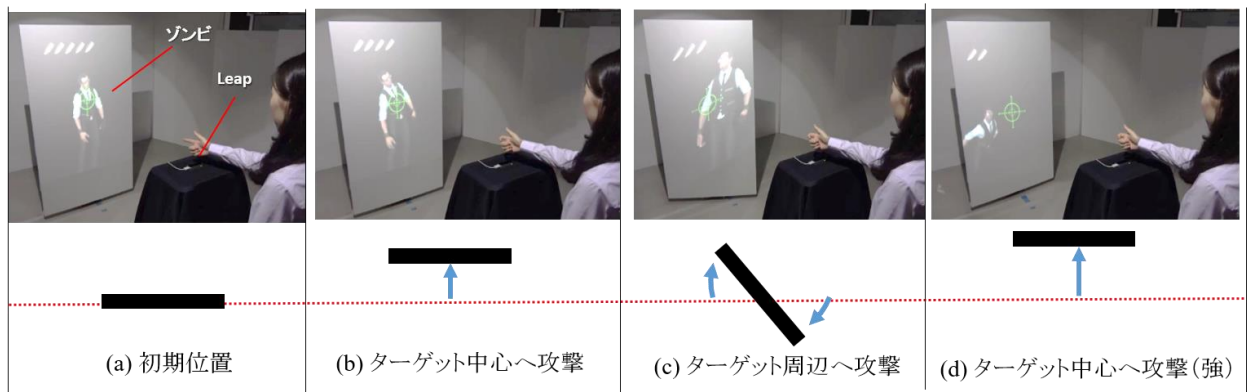 ゾンビ
Leap
(a) 初期位置
(b) ターゲット中心へ攻撃
(c) ターゲット周辺へ攻撃
(d) ターゲット中心へ攻撃(強)